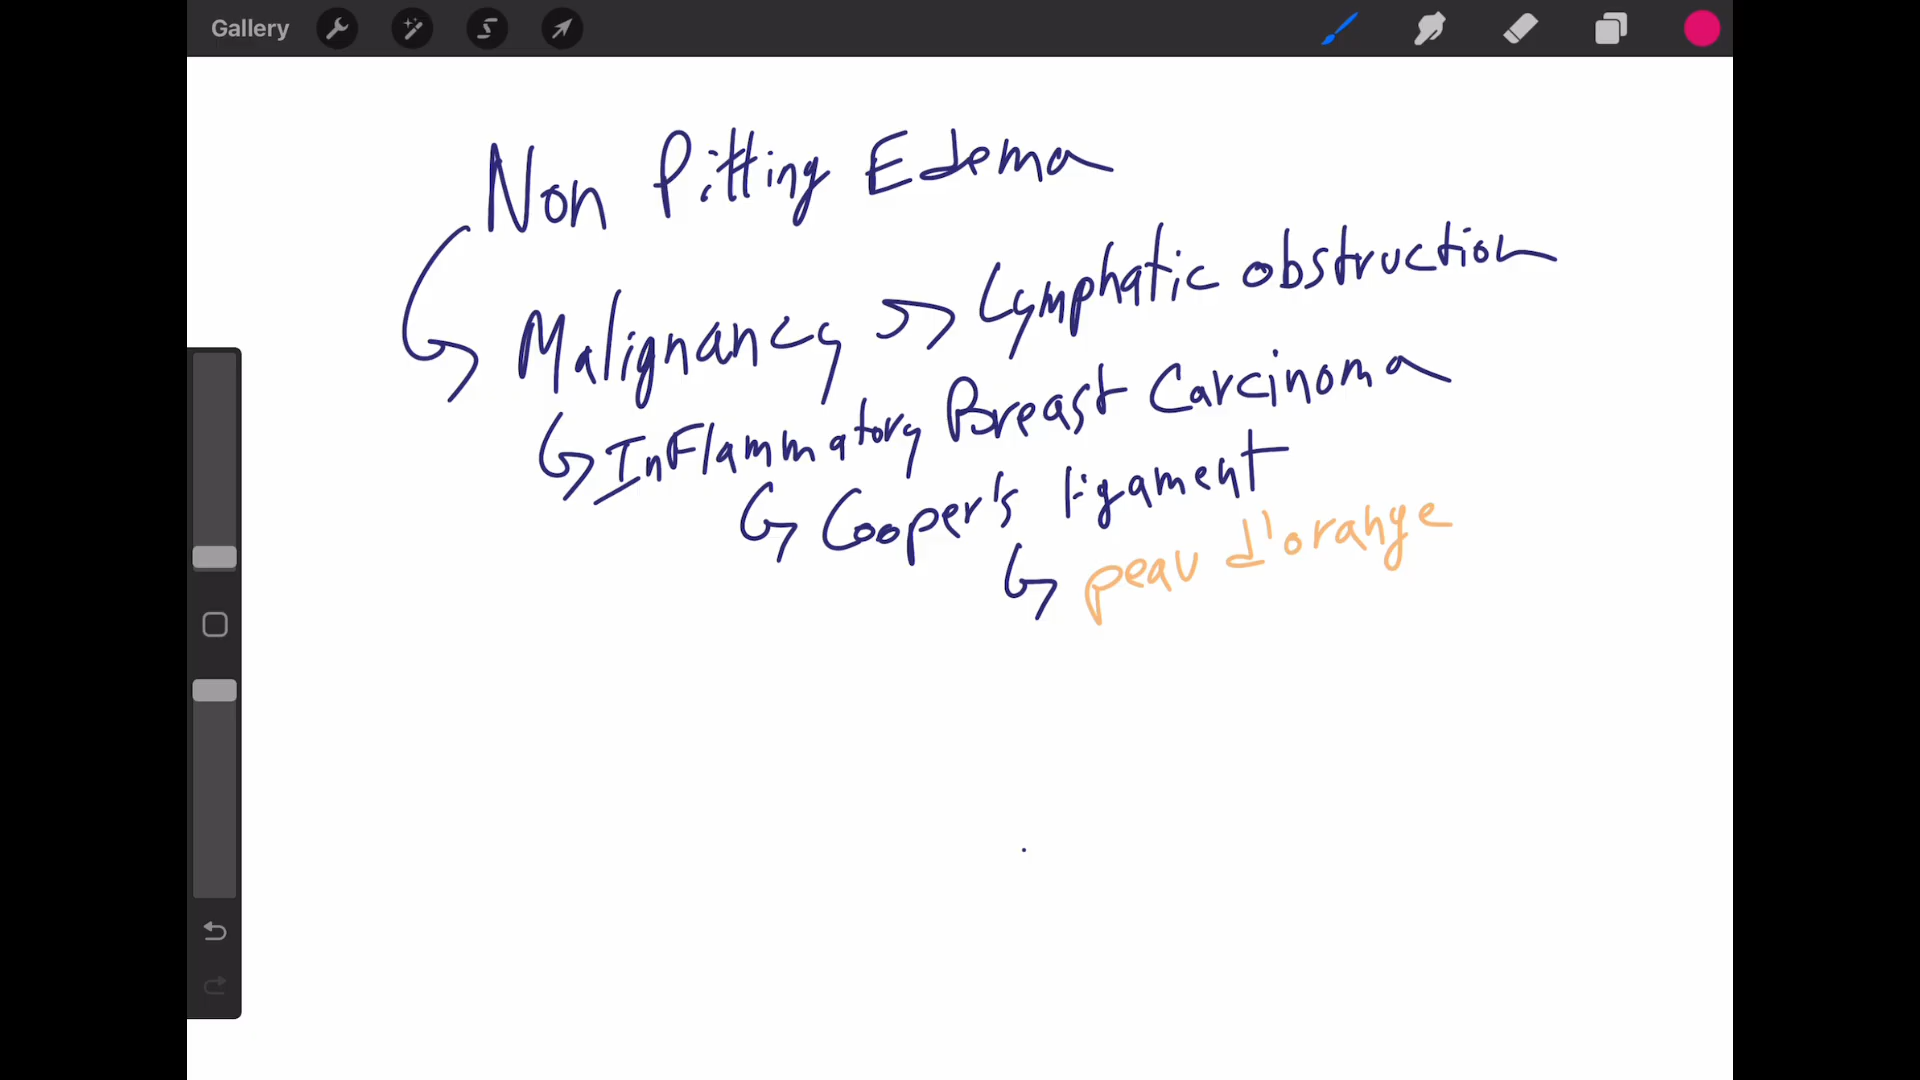 Gallery
Non Pitting Edema
Malignancy → Lymphatic obstruction
Inflammatory Breast Carcinoma
Cooper's ligament
peau d'orange